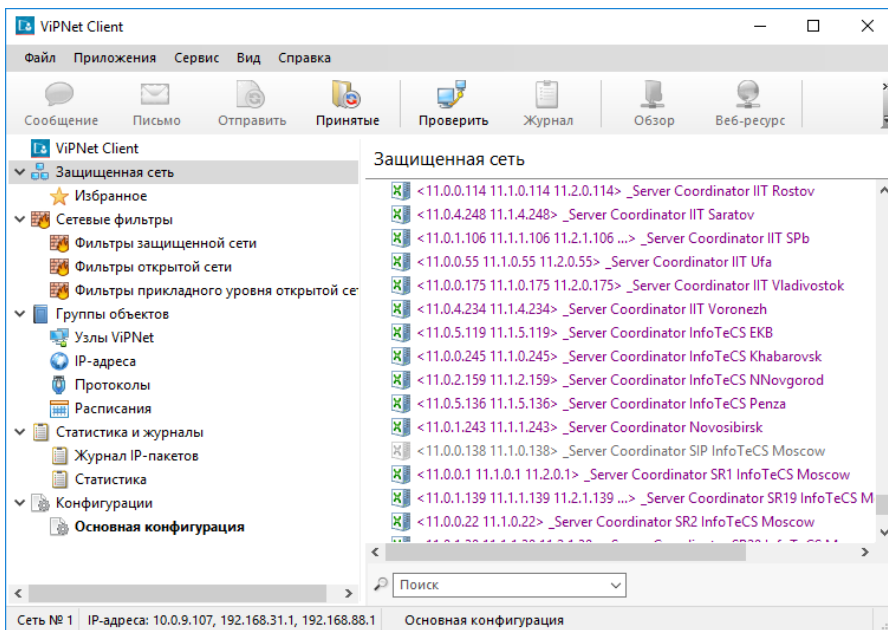 ViPNet Client
Файл Приложения Сервис Вид Справка
Сообщение Письмо Отправить Принятые Проверить Журнал Обзор Веб-ресурс
ViPNet Client
Защищенная сеть
Избранное
Сетевые фильтры
Фильтры защищенной сети
Фильтры открытой сети
Фильтры прикладного уровня открытой сет
Группы объектов
Узлы ViPNet
IP-адреса
Протоколы
Расписания
Статистика и журналы
Журнал IP-пакетов
Статистика
Конфигурации
Основная конфигурация
Защищенная сеть
<11.0.0.114 11.1.0.114 11.2.0.114> _Server Coordinator IIT Rostov
<11.0.4.248 11.1.4.248> _Server Coordinator IIT Saratov
<11.0.1.106 11.1.1.106 11.2.1.106 ...> _Server Coordinator IIT SPb
<11.0.0.55 11.1.0.55 11.2.0.55> _Server Coordinator IIT Ufa
<11.0.0.175 11.1.0.175 11.2.0.175> _Server Coordinator IIT Vladivostok
<11.0.4.234 11.1.4.234> _Server Coordinator IIT Voronezh
<11.0.5.119 11.1.5.119> _Server Coordinator InfoTeCS EKB
<11.0.0.245 11.1.0.245> _Server Coordinator InfoTeCS Khabarovsk
<11.0.2.159 11.1.2.159> _Server Coordinator InfoTeCS NNovgorod
<11.0.5.136 11.1.5.136> _Server Coordinator InfoTeCS Penza
<11.0.1.243 11.1.1.243> _Server Coordinator Novosibirsk
<11.0.0.138 11.1.0.138> _Server Coordinator SIP InfoTeCS Moscow
<11.0.0.1 11.1.0.1 11.2.0.1> _Server Coordinator SR1 InfoTeCS Moscow
<11.0.1.139 11.1.1.139 11.2.1.139 ...> _Server Coordinator SR19 InfoTeCS M
<11.0.0.22 11.1.0.22> _Server Coordinator SR2 InfoTeCS Moscow
Поиск
Сеть № 1 IP-адреса: 10.0.9.107, 192.168.31.1, 192.168.88.1 Основная конфигурация